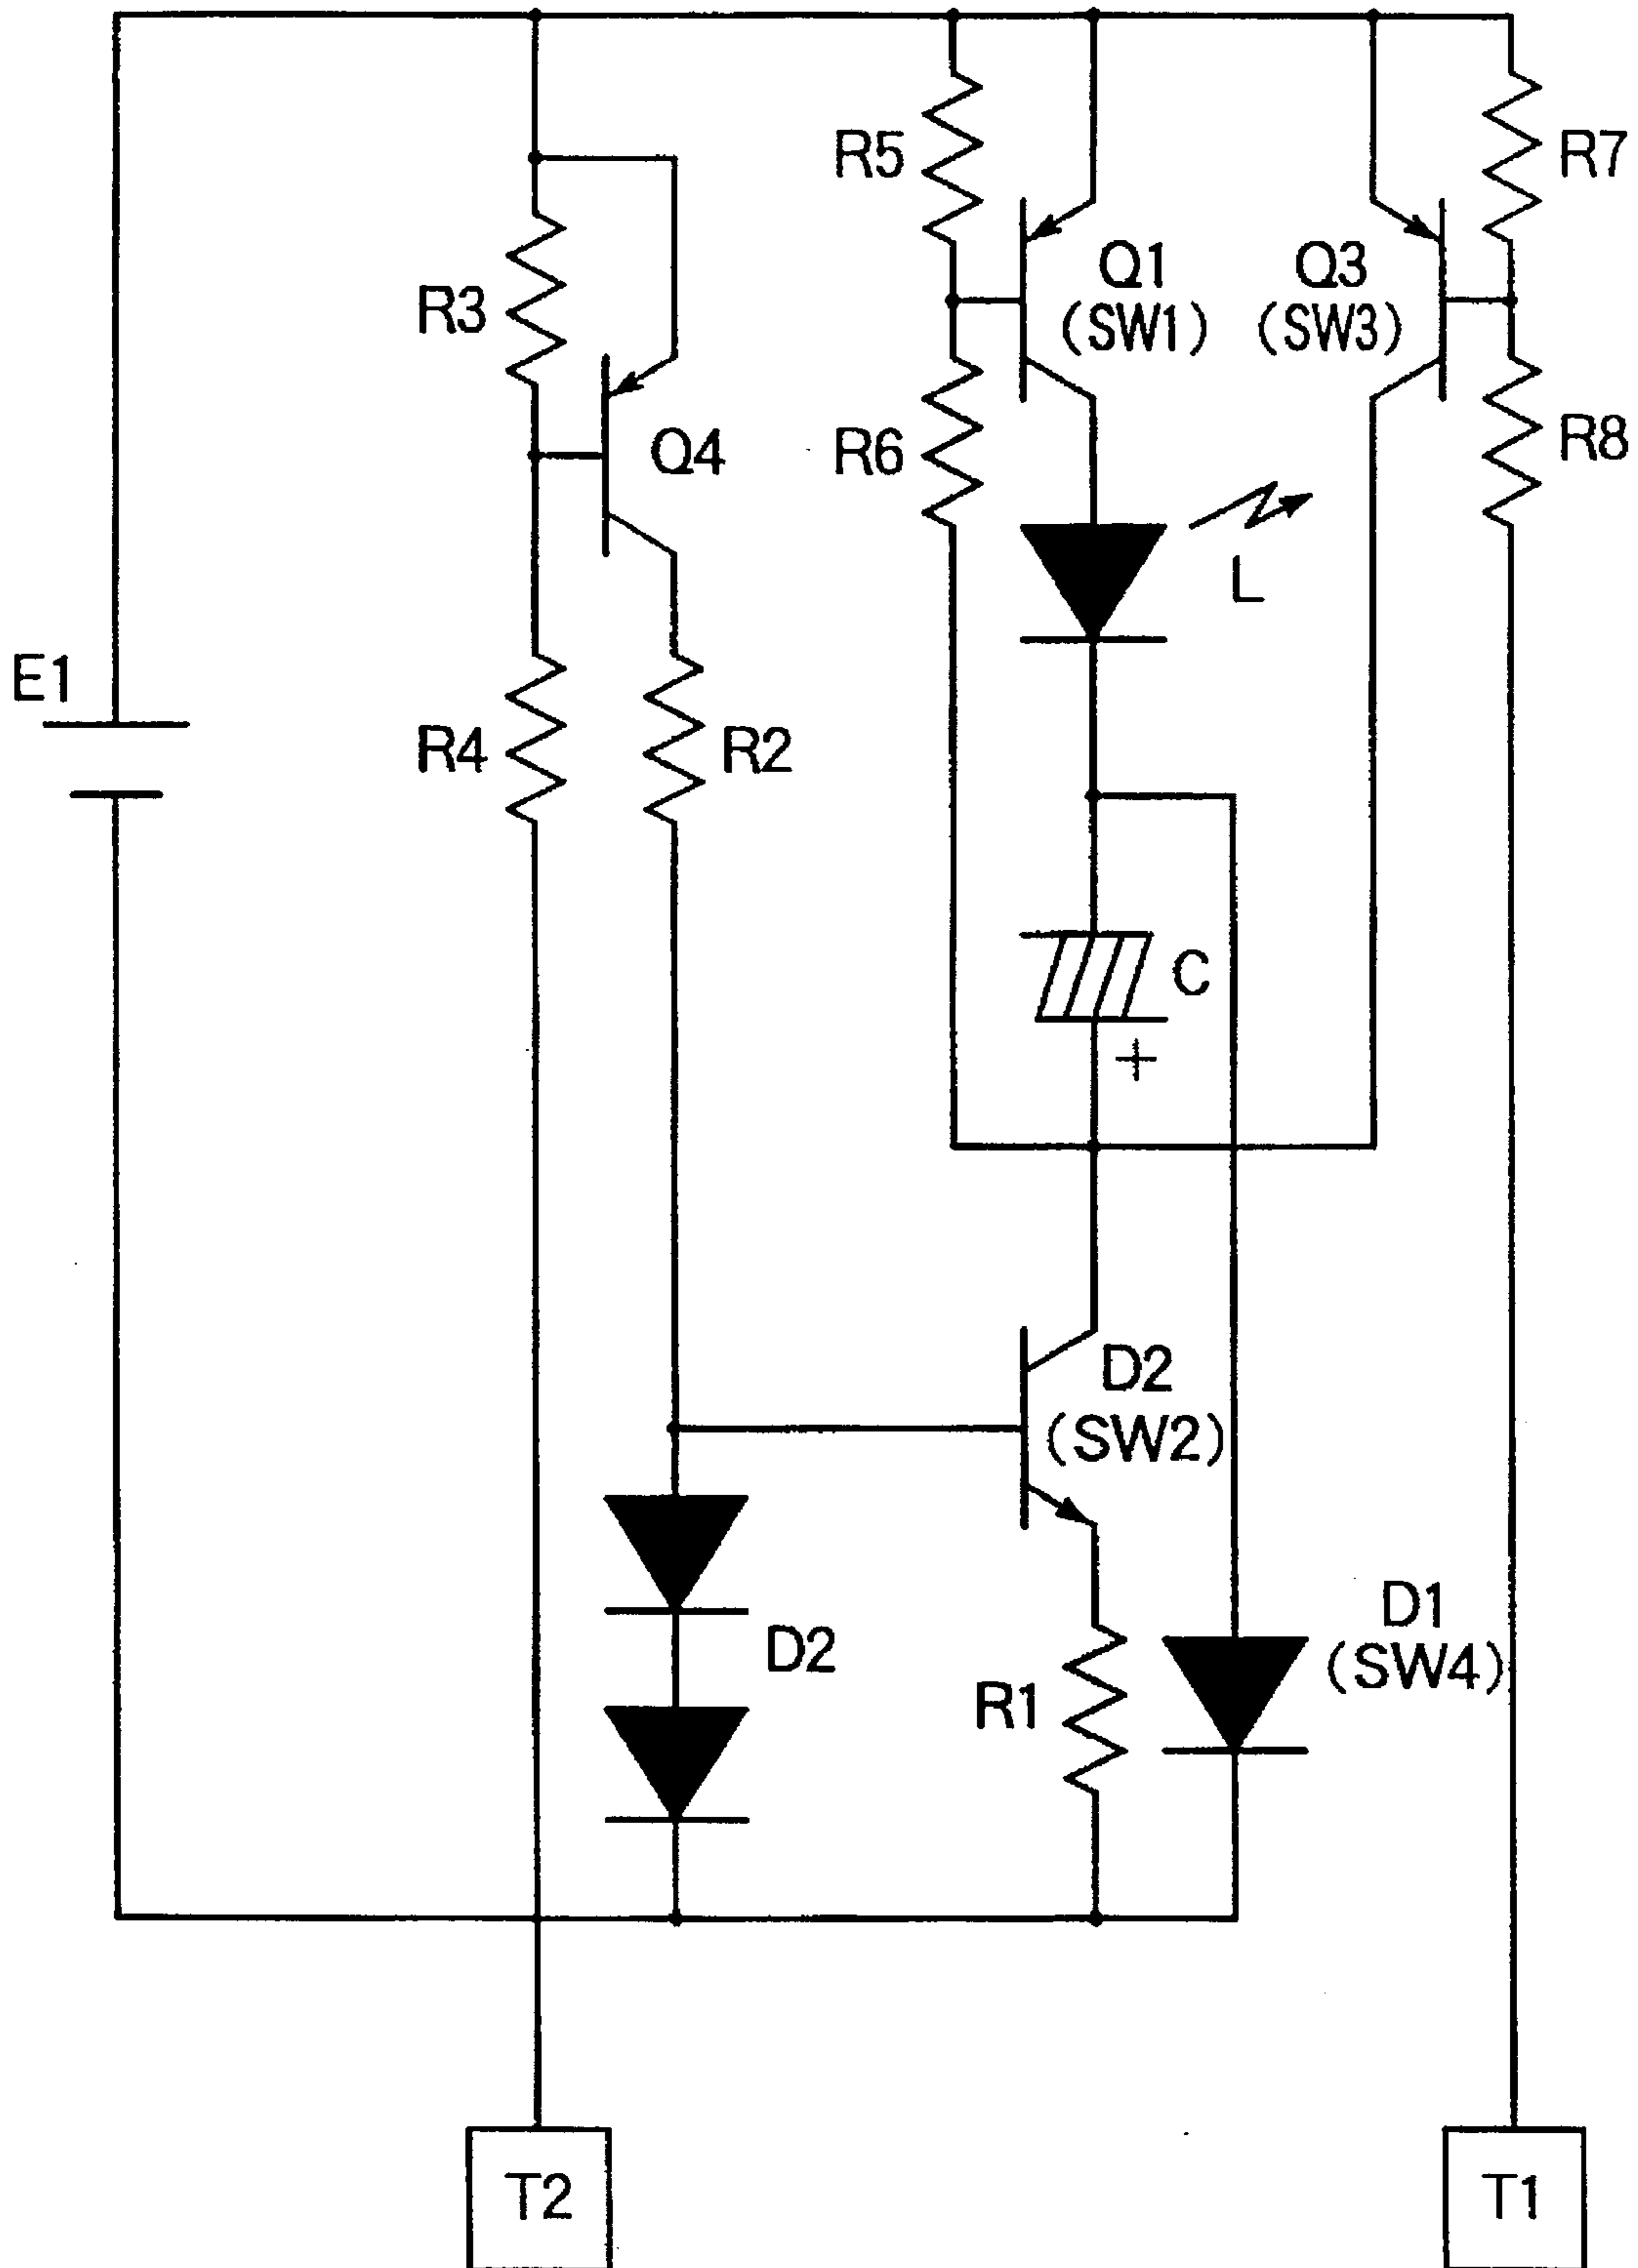 R5
R7
Q1
(SW1)
Q3
(SW3)
R3
Q4
R6
R8
L
E1
R4
R2
C
+
D2
(SW2)
D1
(SW4)
D2
R1
T2
T1